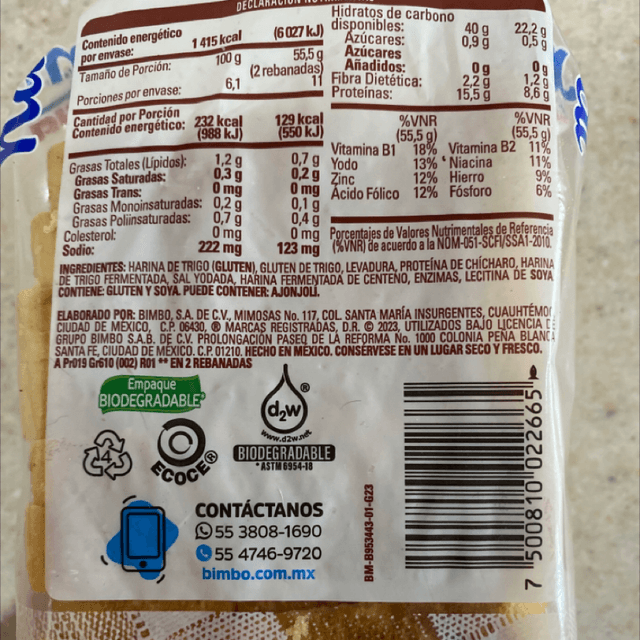 DECLARACIÓN
Contenido energético
por envase: 1 415 kcal (6 027 kJ)
100 g 55,5 g
Tamaño de Porción: (2 rebanadas)
Porciones por envase: 6,1 11
Cantidad por Porción
Contenido energético: 232 kcal 129 kcal
(988 kJ) (550 kJ)
Grasas Totales (Lípidos): 1,2 g 0,7 g
Grasas Saturadas: 0,3 g 0,2 g
Grasas Trans: 0 mg 0 mg
Grasas Monoinsaturadas: 0,2 g 0,1 g
Grasas Poliinsaturadas: 0,7 g 0,4 g
Colesterol: 0 mg 0 mg
Sodio: 222 mg 123 mg
Hidratos de carbono
disponibles: 40 g 22,2 g
Azúcares: 0,9 g 0,5 g
Azúcares
Añadidos: 0 g 0 g
Fibra Dietética: 2,2 g 1,2 g
Proteínas: 15,5 g 8,6 g
%VNR %VNR
(55,5 g) (55,5 g)
Vitamina B1 18% Vitamina B2 11%
Yodo 13% Niacina 11%
Zinc 12% Hierro 9%
Ácido Fólico 12% Fósforo 6%
Porcentajes de Valores Nutrimentales de Referencia
(%VNR) de acuerdo a la NOM-051-SCFI/SSA1-2010.
INGREDIENTES: HARINA DE TRIGO (GLUTEN), GLUTEN DE TRIGO, LEVADURA, PROTEÍNA DE CHÍCHARO, HARINA
DE TRIGO FERMENTADA, SAL YODADA, HARINA FERMENTADA DE CENTENO, ENZIMAS, LECITINA DE SOYA.
CONTIENE: GLUTEN Y SOYA. PUEDE CONTENER: AJONJOLÍ.
ELABORADO POR: BIMBO, S.A. DE C.V., MIMOSAS No. 117, COL. SANTA MARÍA INSURGENTES, CUAUHTÉMOC
CIUDAD DE MÉXICO, C.P. 06430, ® MARCAS REGISTRADAS, D.R. © 2023, UTILIZADOS BAJO LICENCIA DE
GRUPO BIMBO S.A.B. DE C.V. PROLONGACIÓN PASEO DE LA REFORMA No. 1000 COLONIA PEÑA BLANCA
SANTA FE, CIUDAD DE MÉXICO. C.P. 01210. HECHO EN MÉXICO. CONSÉRVESE EN UN LUGAR SECO Y FRESCO.
A Pr019 Gr610 (002) R01 ** EN 2 REBANADAS
Empaque
BIODEGRADABLE*
4
ECOCE®
d2w®
www.d2w.net
BIODEGRADABLE
* ASTM 6954-18
CONTÁCTANOS
55 3808-1690
55 4746-9720
bimbo.com.mx
BM-B953443-01-G23
7 500810 022665